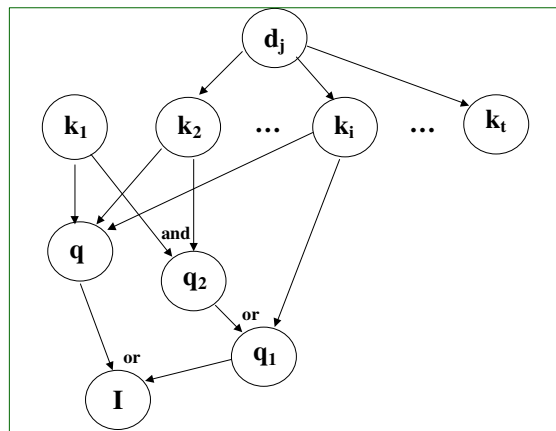 dⱼ
k₁ k₂ ... kᵢ ... kₜ
and
q
q₂
or
q₁
or
I